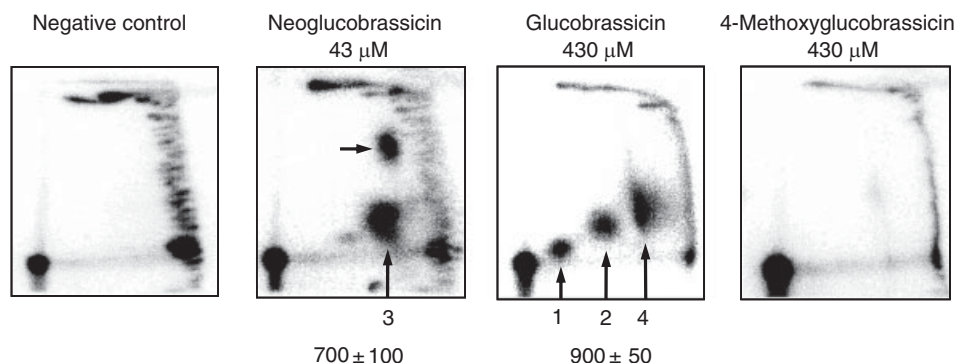 Negative control
Neoglucobrassicin
43 μM
Glucobrassicin
430 μM
4-Methoxyglucobrassicin
430 μM
3
1 2 4
700 ± 100
900 ± 50